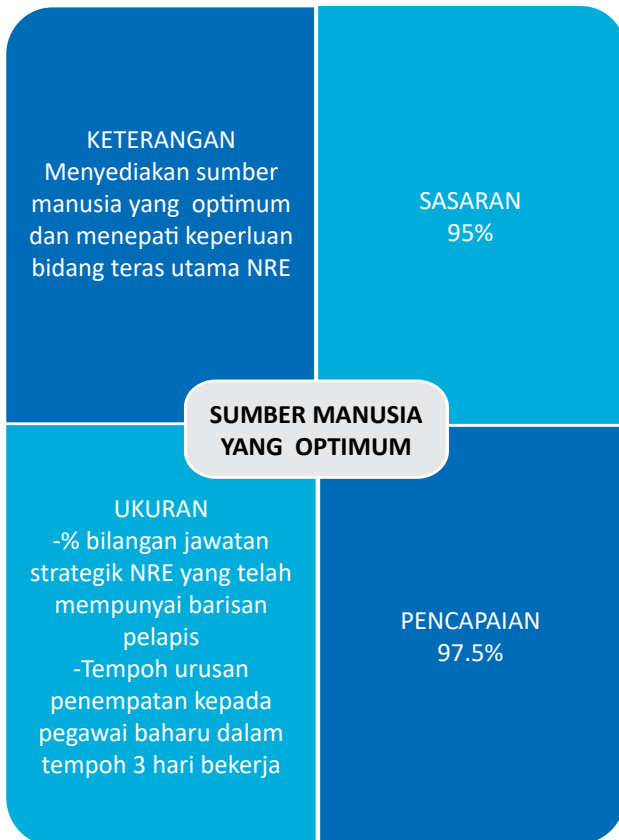 KETERANGAN
Menyediakan sumber
manusia yang optimum
dan menepati keperluan
bidang teras utama NRE
SASARAN
95%
SUMBER MANUSIA
YANG OPTIMUM
UKURAN
-% bilangan jawatan
strategik NRE yang telah
mempunyai barisan
pelapis
-Tempoh urusan
penempatan kepada
pegawai baharu dalam
tempoh 3 hari bekerja
PENCAPAIAN
97.5%